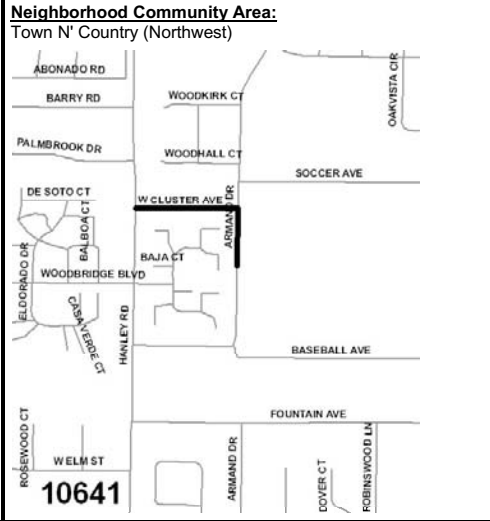 Neighborhood Community Area:
Town N' Country (Northwest)
ABONADO RD
OAKVISTA CIR
BARRY RD
WOODKIRK CT
PALMBROOK DR
WOODHALL CT
SOCCER AVE
DE SOTO CT
W CLUSTER AVE
ARMAND DR
BALBOA CT
BAJA CT
ELDORADO DR
WOODBRIDGE BLVD
CASA VERDE CT
HANLEY RD
BASEBALL AVE
FOUNTAIN AVE
ROSEWOOD CT
W ELM ST
ARMAND DR
DOVER CT
ROBINSWOOD LN
10641